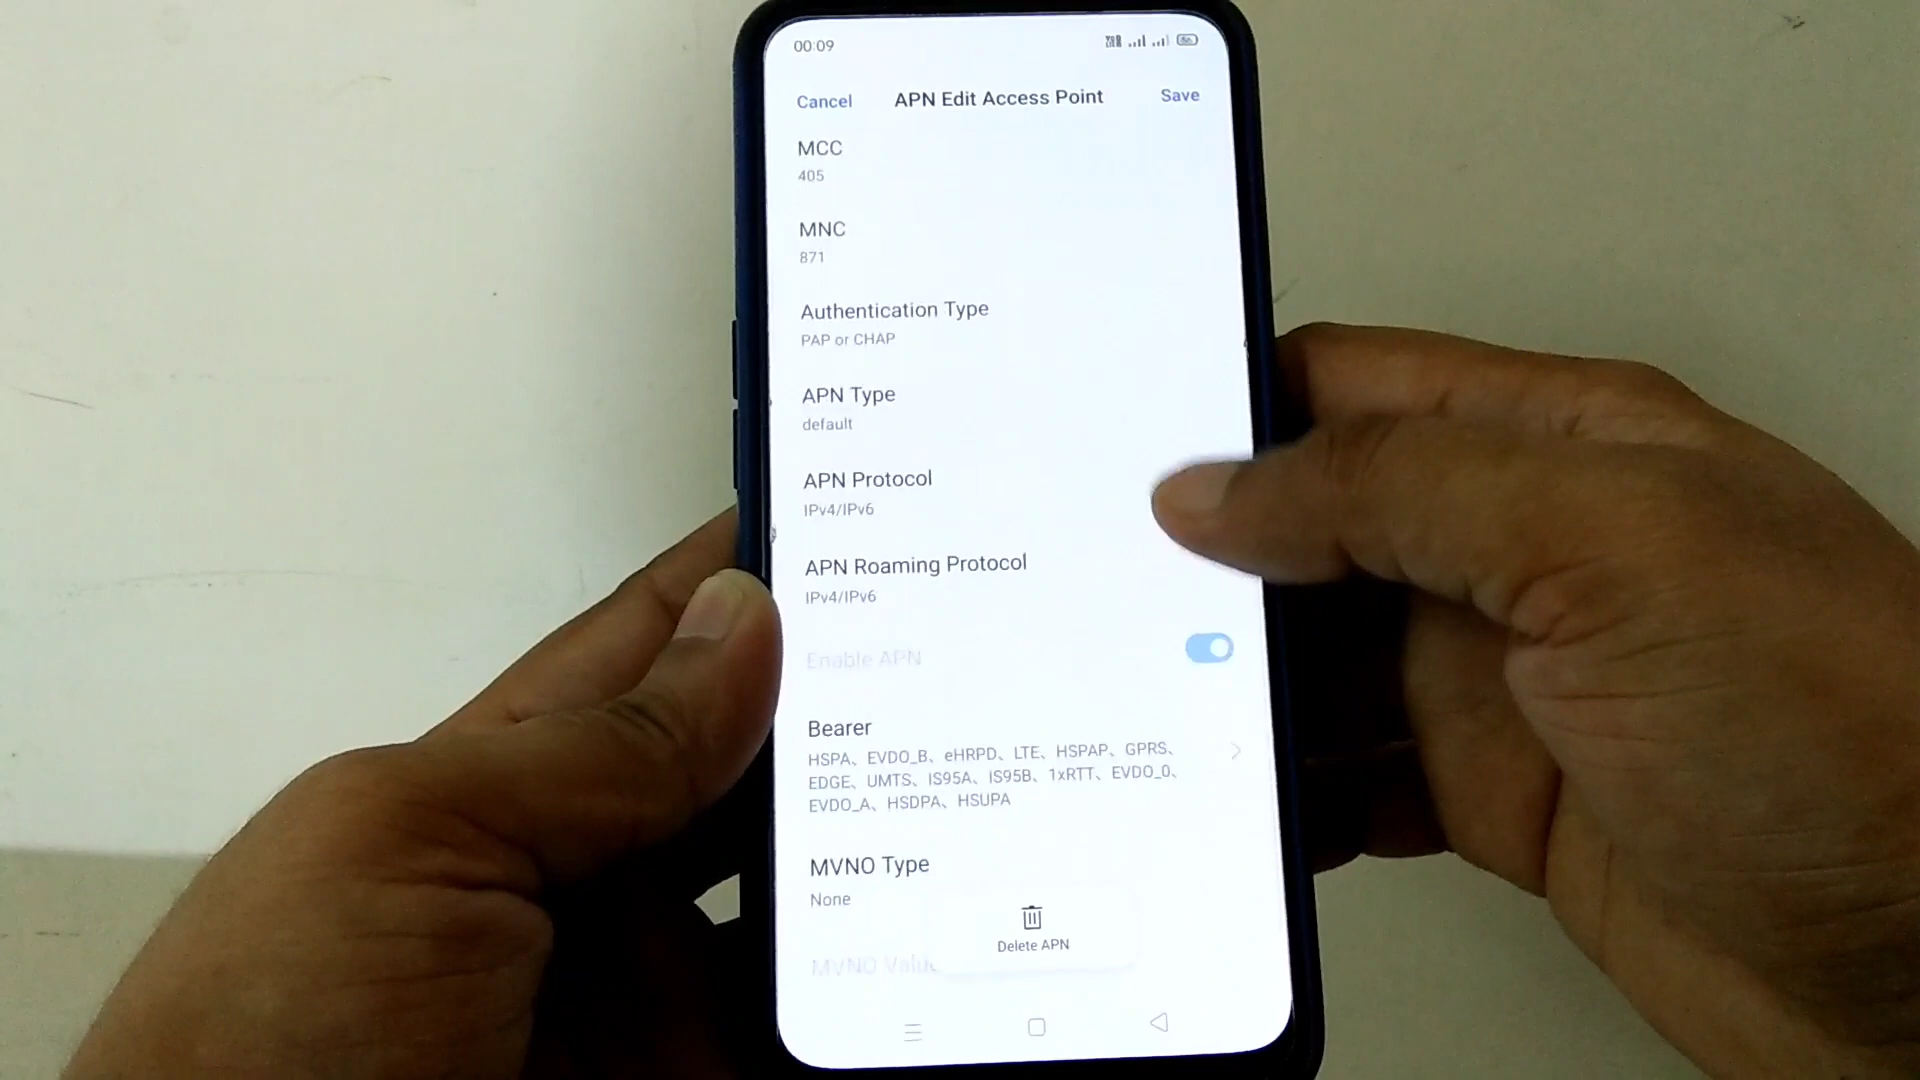 00:09
Cancel
APN Edit Access Point
Save
MCC
405
MNC
871
Authentication Type
PAP or CHAP
APN Type
default
APN Protocol
IPv4/IPv6
APN Roaming Protocol
IPv4/IPv6
Enable APN
Bearer
HSPA、EVDO_B、eHRPD、LTE、HSPAP、GPRS、
EDGE、UMTS、IS95A、IS95B、1xRTT、EVDO_0、
EVDO_A、HSDPA、HSUPA
MVNO Type
None
Delete APN
MVNO Value